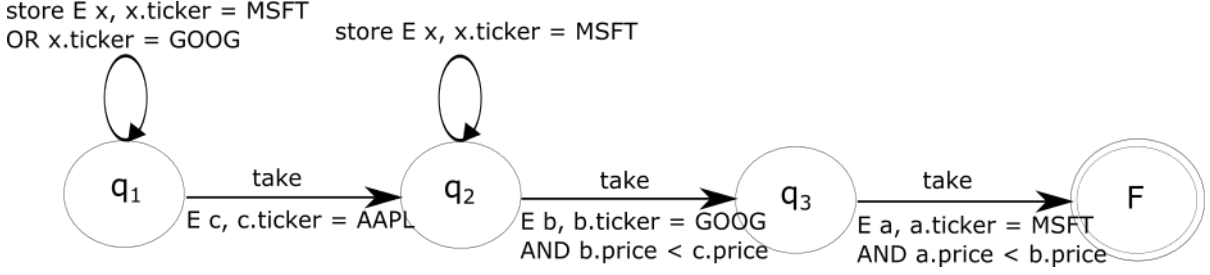 store E x, x.ticker = MSFT
OR x.ticker = GOOG
store E x, x.ticker = MSFT
q1
take
E c, c.ticker = AAPL
q2
take
E b, b.ticker = GOOG
AND b.price < c.price
q3
take
E a, a.ticker = MSFT
AND a.price < b.price
F